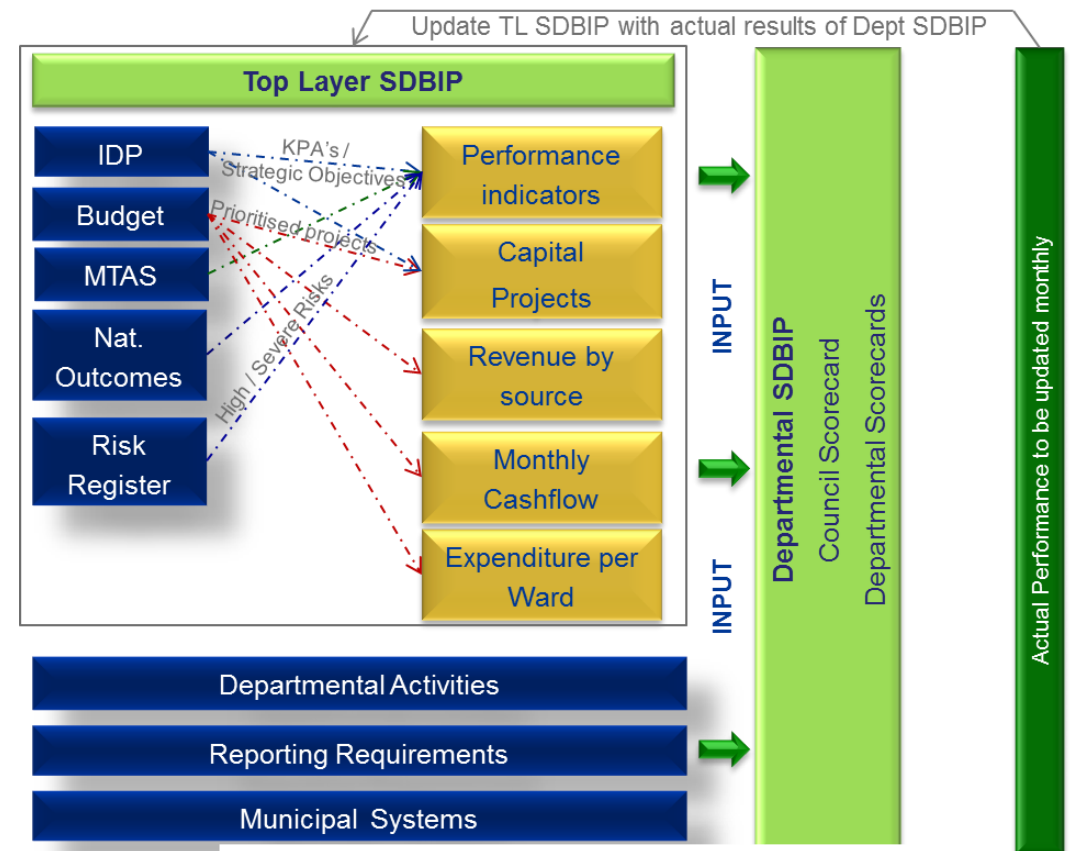 Update TL SDBIP with actual results of Dept SDBIP
Top Layer SDBIP
IDP
Budget
MTAS
Nat.
Outcomes
Risk
Register
KPA's /
Strategic Objectives
Prioritised projects
High / Severe Risks
Performance
indicators
Capital
Projects
Revenue by
source
Monthly
Cashflow
Expenditure per
Ward
INPUT
INPUT
Departmental SDBIP
Council Scorecard
Departmental Scorecards
Actual Performance to be updated monthly
Departmental Activities
Reporting Requirements
Municipal Systems